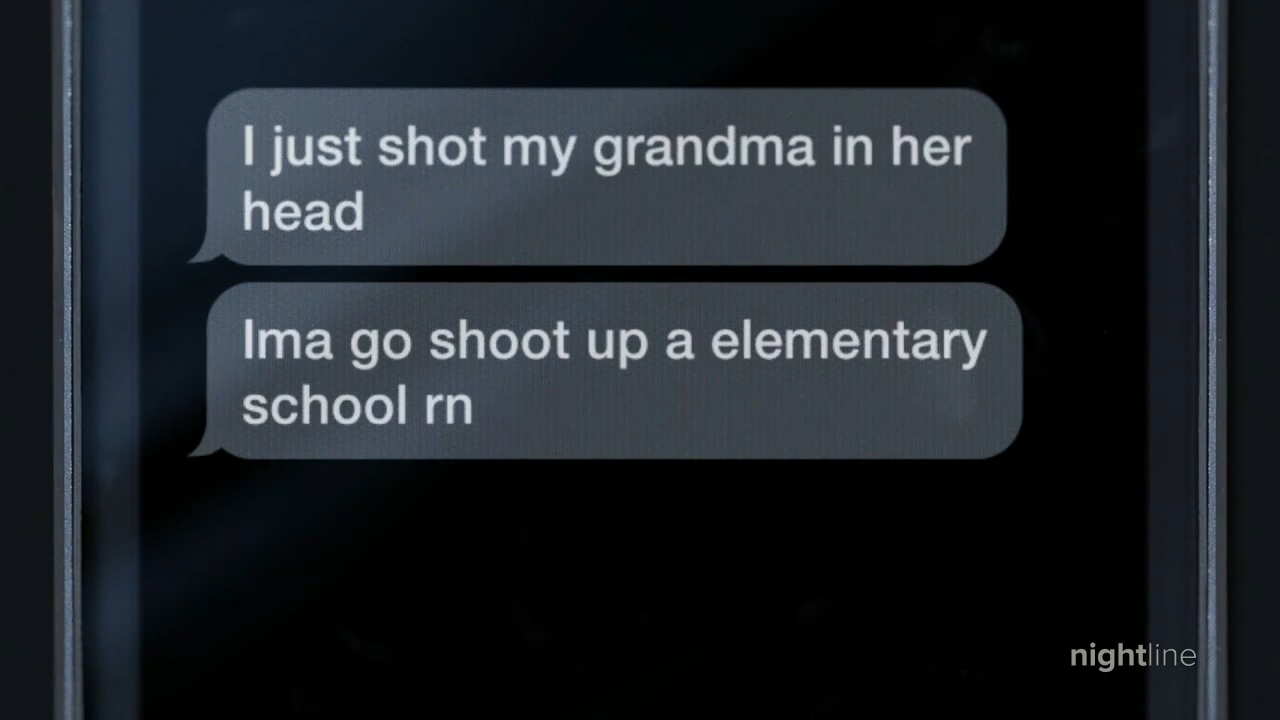 I just shot my grandma in her
head
Ima go shoot up a elementary
school rn
nightline